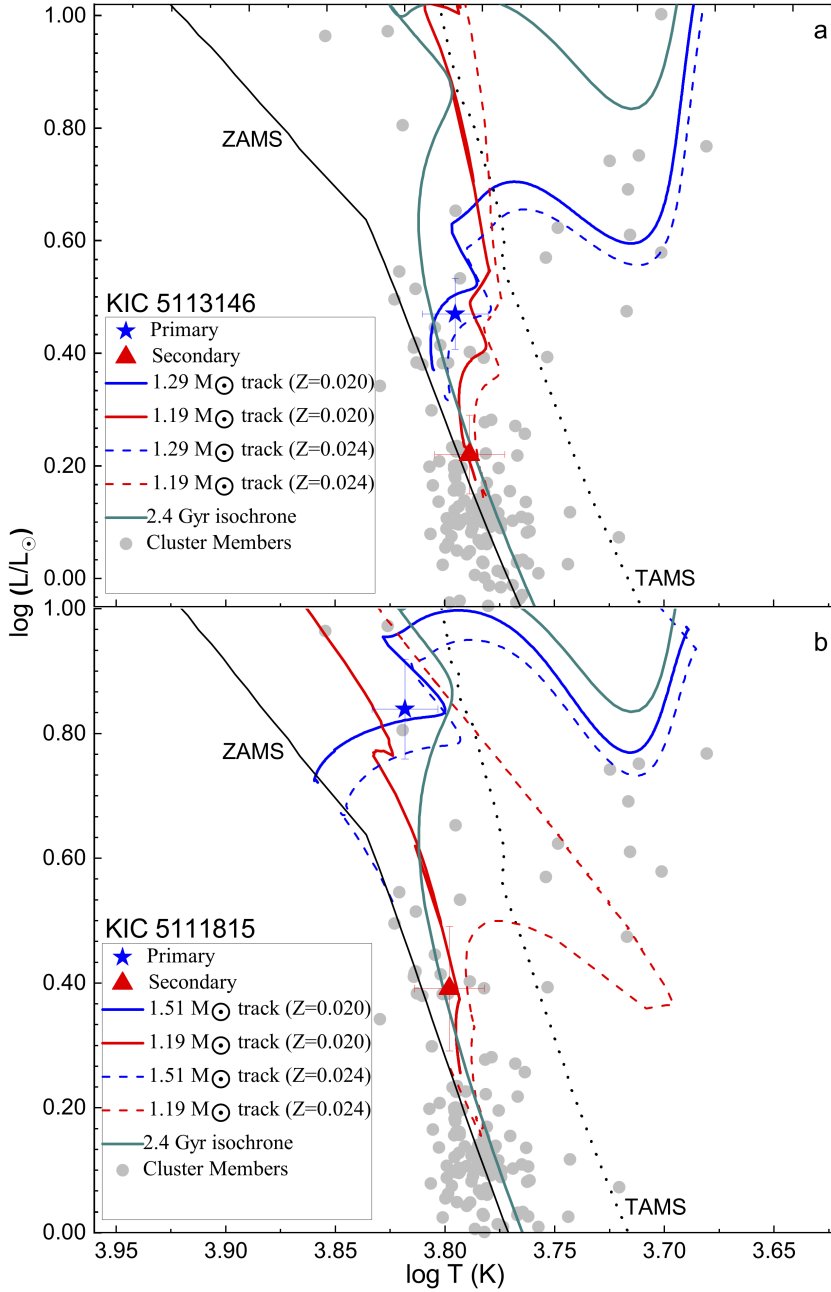 1.00
a
ZAMS
0.80
0.60
KIC 5113146
Primary
0.40
Secondary
1.29 M☉ track (Z=0.020)
1.19 M☉ track (Z=0.020)
1.29 M☉ track (Z=0.024)
0.20
1.19 M☉ track (Z=0.024)
2.4 Gyr isochrone
Cluster Members
0.00
TAMS
log (L/L☉)
1.00
b
ZAMS
0.80
0.60
KIC 5111815
Primary
Secondary
0.40
1.51 M☉ track (Z=0.020)
1.19 M☉ track (Z=0.020)
1.51 M☉ track (Z=0.024)
0.20
1.19 M☉ track (Z=0.024)
2.4 Gyr isochrone
Cluster Members
TAMS
0.00
3.95 3.90 3.85 3.80 3.75 3.70 3.65
log T (K)